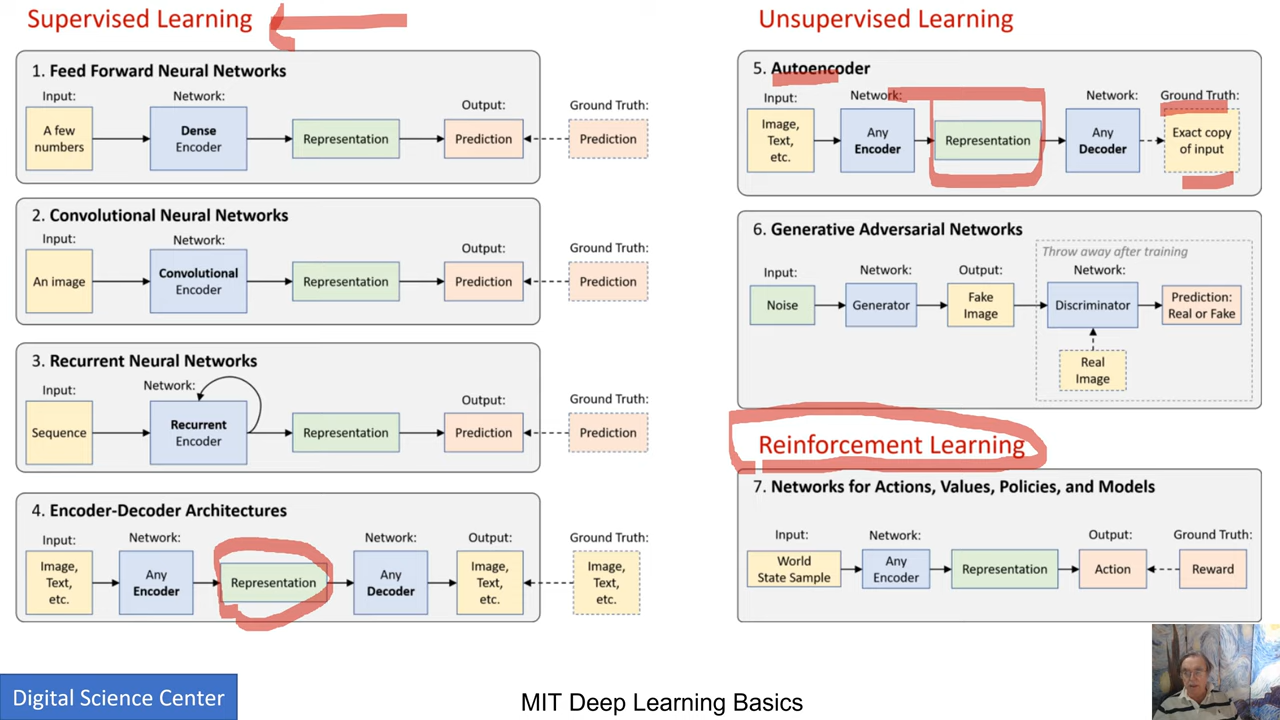 Supervised Learning
1. Feed Forward Neural Networks
Input:
Network:
Output:
Ground Truth:
A few
numbers
Dense
Encoder
Representation
Prediction
Prediction
2. Convolutional Neural Networks
Input:
Network:
Output:
Ground Truth:
An image
Convolutional
Encoder
Representation
Prediction
Prediction
3. Recurrent Neural Networks
Input:
Network:
Output:
Ground Truth:
Sequence
Recurrent
Encoder
Representation
Prediction
Prediction
4. Encoder-Decoder Architectures
Input:
Network:
Network:
Output:
Ground Truth:
Image,
Text,
etc.
Any
Encoder
Representation
Any
Decoder
Image,
Text,
etc.
Image,
Text,
etc.
Unsupervised Learning
5. Autoencoder
Input:
Network:
Network:
Ground Truth:
Image,
Text,
etc.
Any
Encoder
Representation
Any
Decoder
Exact copy
of input
6. Generative Adversarial Networks
Throw away after training
Input:
Network:
Output:
Network:
Noise
Generator
Fake
Image
Discriminator
Prediction:
Real or Fake
Real
Image
Reinforcement Learning
7. Networks for Actions, Values, Policies, and Models
Input:
Network:
Output:
Ground Truth:
World
State Sample
Any
Encoder
Representation
Action
Reward
Digital Science Center
MIT Deep Learning Basics